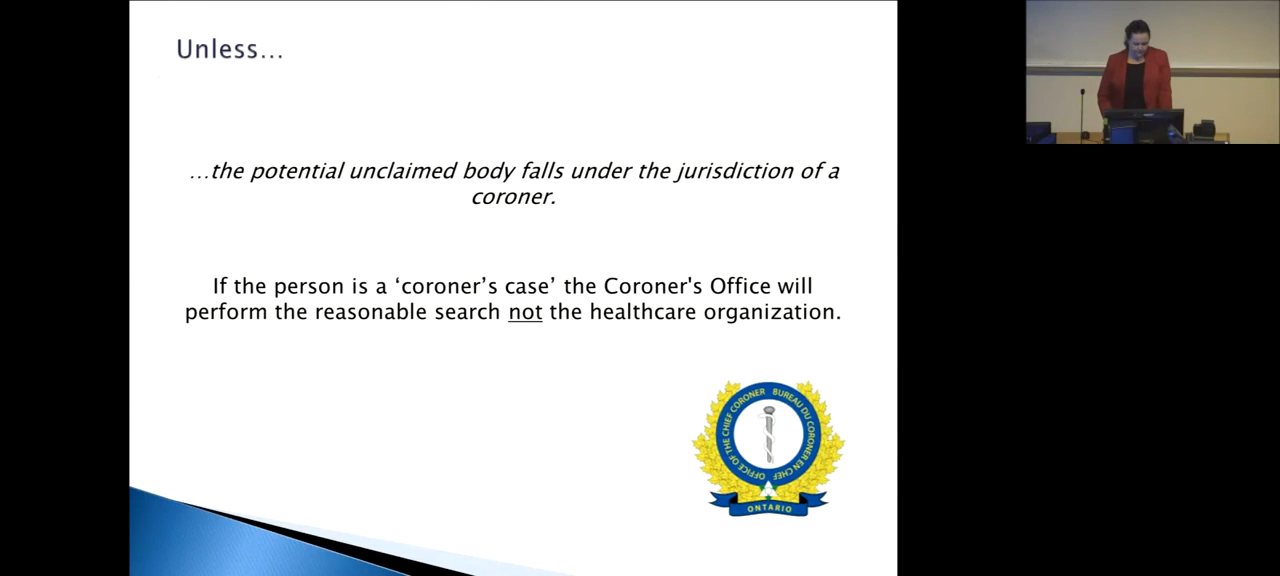 Unless...
...the potential unclaimed body falls under the jurisdiction of a
coroner.
If the person is a ‘coroner’s case’ the Coroner's Office will
perform the reasonable search not the healthcare organization.
OFFICE OF THE CHIEF CORONER
BUREAU DU CORONER EN CHEF
ONTARIO